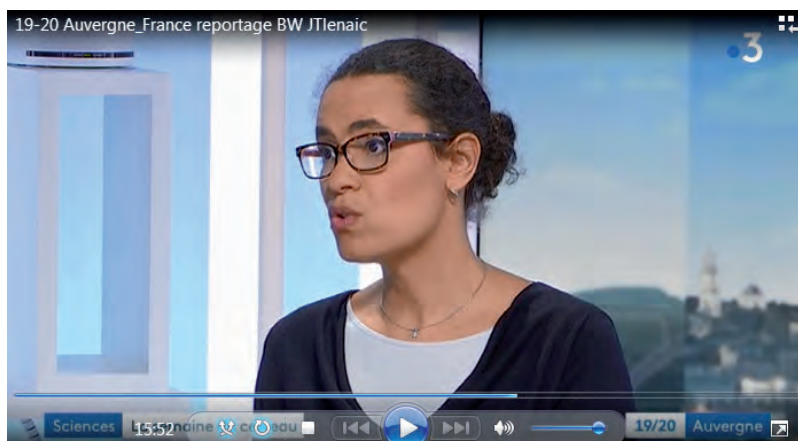 19-20 Auvergne_France reportage BW JTlenaic
3
Sciences
15:52
19/20 Auvergne